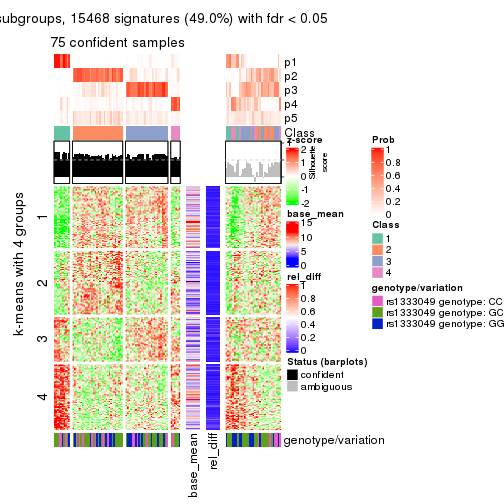 subgroups, 15468 signatures (49.0%) with fdr < 0.05
75 confident samples
p1
p2
p3
p4
p5
Class
Silhouette
score
k-means with 4 groups
1
2
3
4
genotype/variation
base_mean
rel_diff
z-score
2
1
0
-1
-2
base_mean
15
10
5
0
rel_diff
1
0.8
0.6
0.4
0.2
0
Status (barplots)
confident
ambiguous
Prob
1
0.8
0.6
0.4
0.2
0
Class
1
2
3
4
genotype/variation
rs1333049 genotype: CC
rs1333049 genotype: GC
rs1333049 genotype: GG